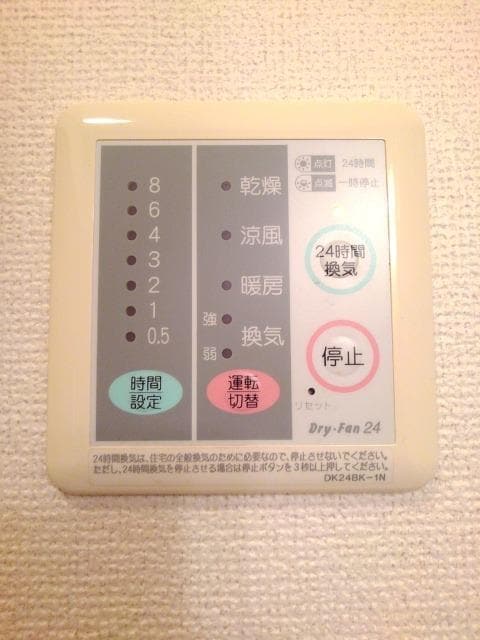 8
6
4
3
2
1
0.5
時間
設定
乾燥
涼風
暖房
強
換気
弱
運転
切替
点灯 24時間
点滅 一時停止
24時間
換気
停止
リセット
Dry・Fan 24
24時間換気は、住宅の全般換気のために必要なので、停止させないでください。
ただし、24時間換気を停止させる場合は停止ボタンを3秒以上押してください。
DK24BK-1N